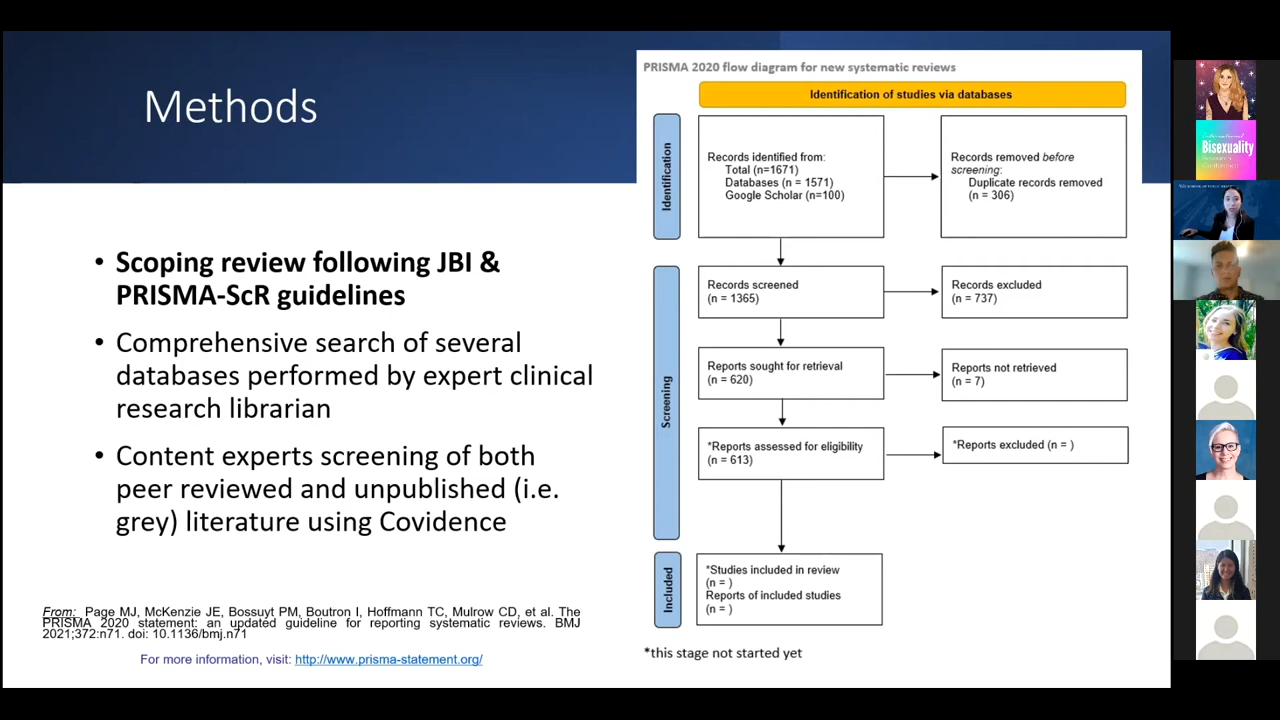 Methods
• Scoping review following JBI &
PRISMA-ScR guidelines
• Comprehensive search of several
databases performed by expert clinical
research librarian
• Content experts screening of both
peer reviewed and unpublished (i.e.
grey) literature using Covidence
From: Page MJ, McKenzie JE, Bossuyt PM, Boutron I, Hoffmann TC, Mulrow CD, et al. The
PRISMA 2020 statement: an updated guideline for reporting systematic reviews. BMJ
2021;372:n71. doi: 10.1136/bmj.n71
For more information, visit: http://www.prisma-statement.org/
PRISMA 2020 flow diagram for new systematic reviews
Identification of studies via databases
Identification
Records identified from:
Total (n=1671)
Databases (n = 1571)
Google Scholar (n=100)
Records removed before
screening:
Duplicate records removed
(n = 306)
Screening
Records screened
(n = 1365)
Records excluded
(n = 737)
Reports sought for retrieval
(n = 620)
Reports not retrieved
(n = 7)
*Reports assessed for eligibility
(n = 613)
*Reports excluded (n = )
Included
*Studies included in review
(n = )
Reports of included studies
(n = )
*this stage not started yet
Bisexuality